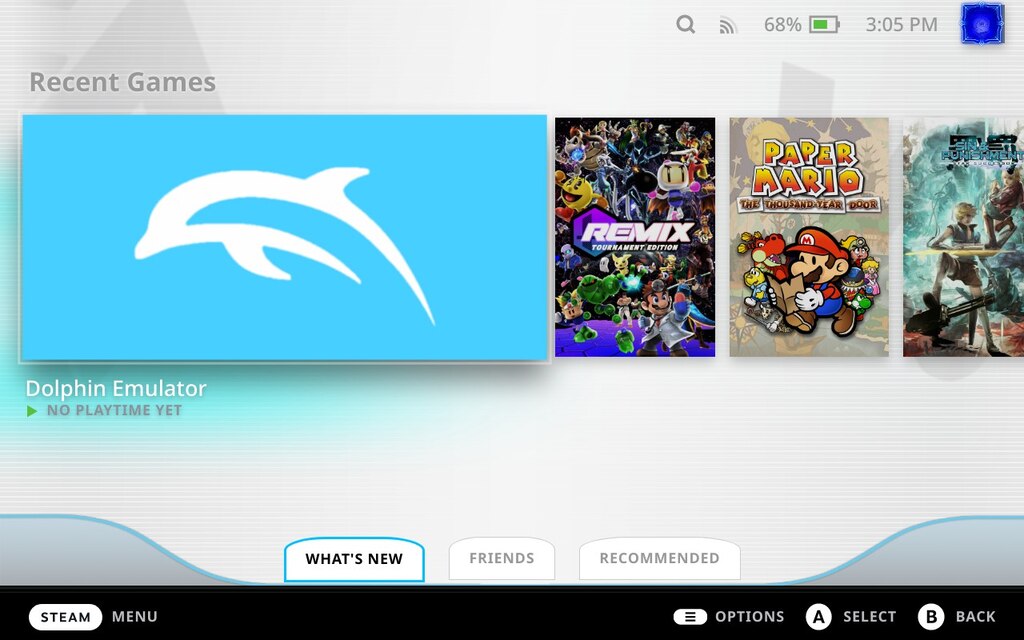 68%
3:05 PM
Recent Games
REMIX
TOURNAMENT EDITION
PAPER
MARIO
THE THOUSAND-YEAR DOOR
Dolphin Emulator
NO PLAYTIME YET
WHAT'S NEW
FRIENDS
RECOMMENDED
STEAM
MENU
OPTIONS
A
SELECT
B
BACK